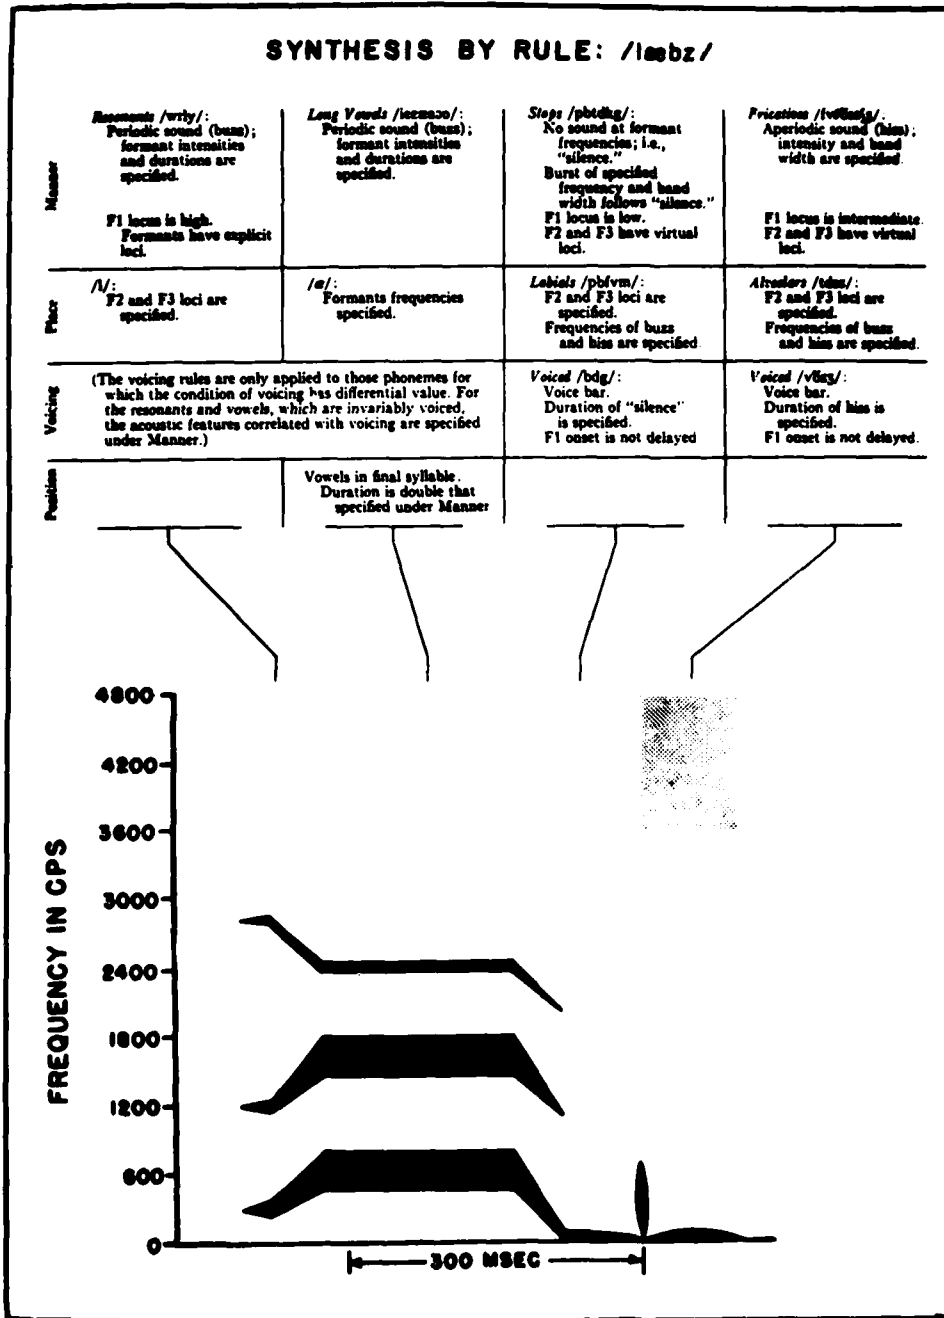 SYNTHESIS BY RULE: /læbz/
Manner
Resonants /wrly/:
Periodic sound (buzz);
formant intensities
and durations are
specified.
F1 locus is high.
Formants have explicit
loci.
Long Vowels
Periodic sound (buzz);
formant intensities
and durations are
specified.
Stops /pbtdkg/:
No sound at formant
frequencies; i.e.,
"silence."
Burst of specified
frequency and band
width follows "silence."
F1 locus is low.
F2 and F3 have virtual
loci.
Fricatives
Aperiodic sound (hiss);
intensity and band
width are specified.
F1 locus is intermediate.
F2 and F3 have virtual
loci.
Place
/l/:
F2 and F3 loci are
specified.
/æ/:
Formants frequencies
specified.
Labials /pbfvm/:
F2 and F3 loci are
specified.
Frequencies of buzz
and hiss are specified
Alveolars
F2 and F3 loci are
specified.
Frequencies of buzz
and hiss are specified.
Voicing
(The voicing rules are only applied to those phonemes for
which the condition of voicing has differential value. For
the resonants and vowels, which are invariably voiced,
the acoustic features correlated with voicing are specified
under Manner.)
Voiced /bdg/:
Voice bar.
Duration of "silence"
is specified.
F1 onset is not delayed
Voiced
Voice bar.
Duration of hiss is
specified.
F1 onset is not delayed.
Position
Vowels in final syllable.
Duration is double that
specified under Manner
FREQUENCY IN CPS
4800
4200
3600
3000
2400
1800
1200
600
0
300 MSEC